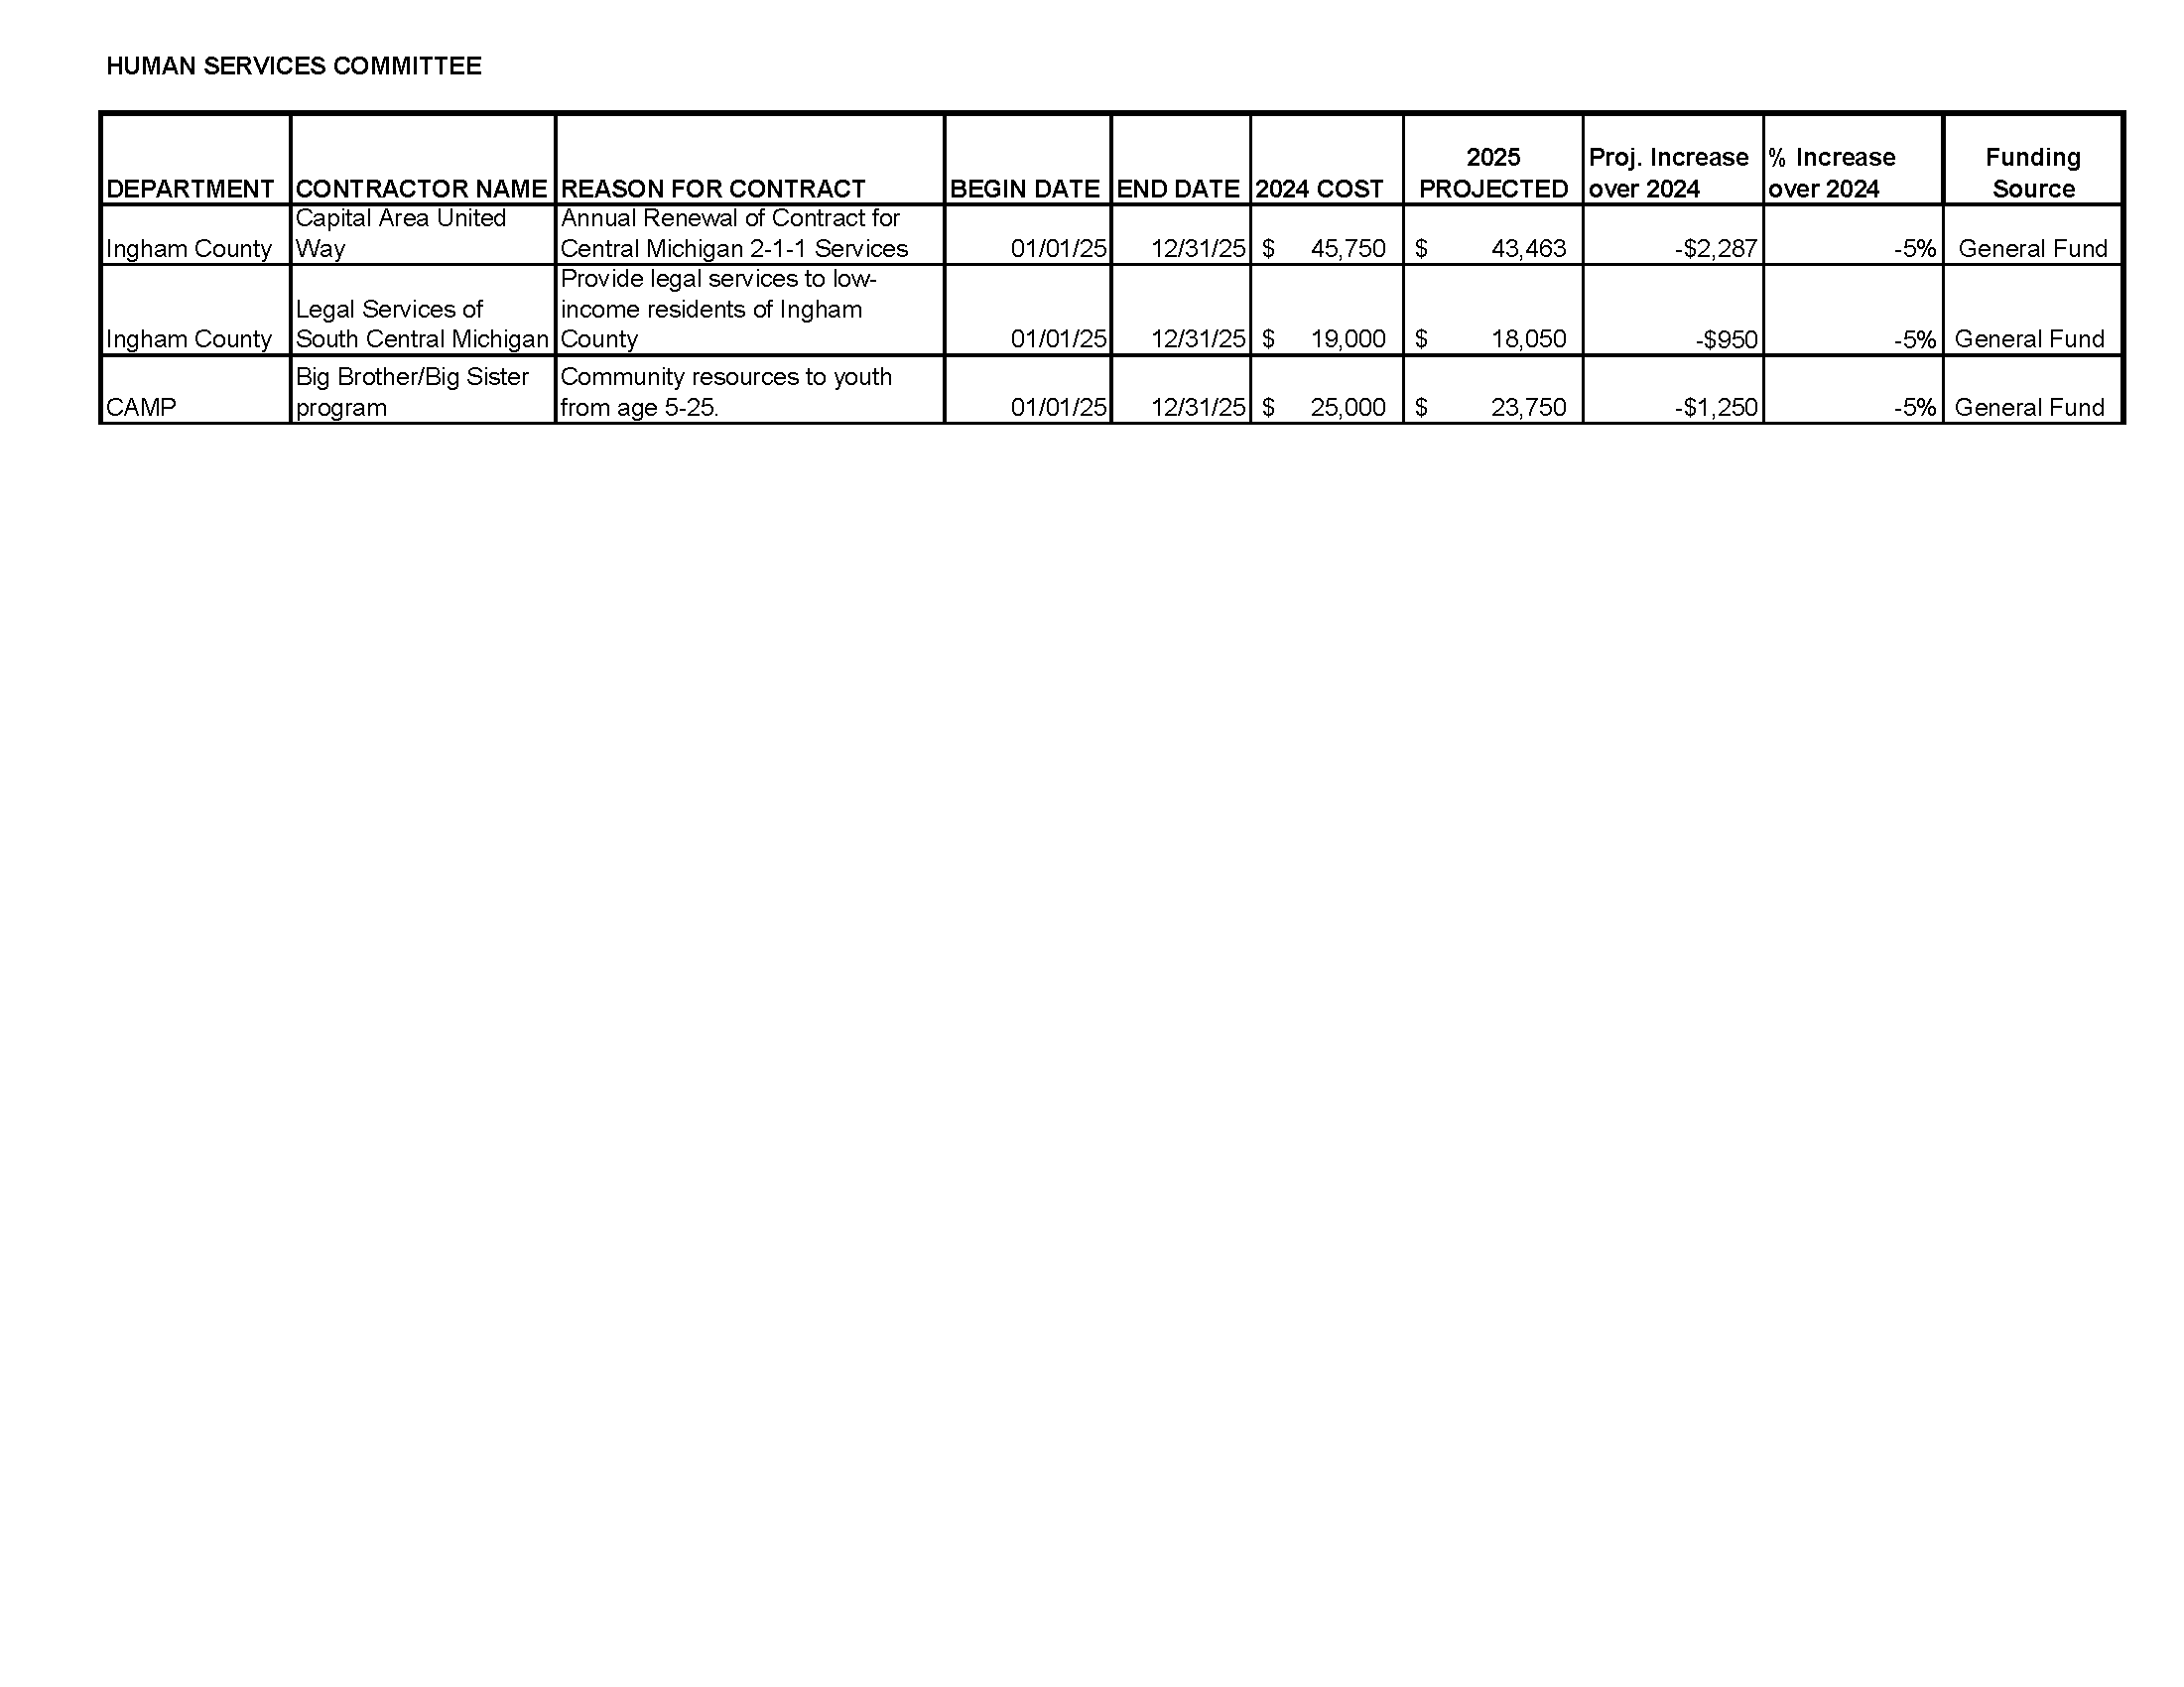 HUMAN SERVICES COMMITTEE
DEPARTMENT CONTRACTOR NAME REASON FOR CONTRACT BEGIN DATE END DATE 2024 COST 2025 PROJECTED Proj. Increase over 2024 % Increase over 2024 Funding Source
Ingham County Capital Area United Way Annual Renewal of Contract for Central Michigan 2-1-1 Services 01/01/25 12/31/25 $ 45,750 $ 43,463 -$2,287 -5% General Fund
Ingham County Legal Services of South Central Michigan Provide legal services to low-income residents of Ingham County 01/01/25 12/31/25 $ 19,000 $ 18,050 -$950 -5% General Fund
CAMP Big Brother/Big Sister program Community resources to youth from age 5-25. 01/01/25 12/31/25 $ 25,000 $ 23,750 -$1,250 -5% General Fund